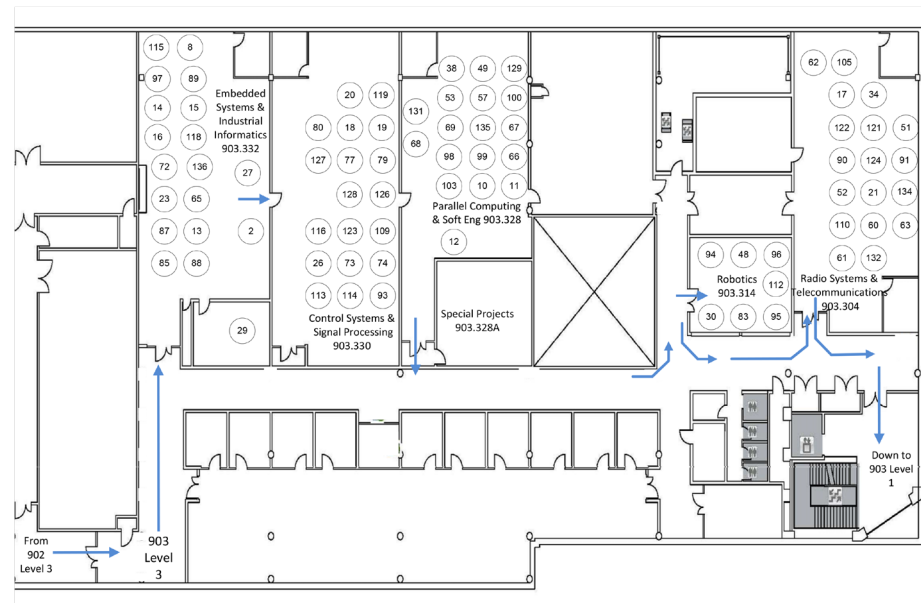 115 8
97 89
14 15
16 118
72 136
23 65
87 13
85 88
27
2
29
Embedded
Systems &
Industrial
Informatics
903.332
20 119
80 18 19
127 77 79
128 126
116 123 109
26 73 74
113 114 93
Control Systems &
Signal Processing
903.330
38 49 129
131
53 57 100
68
69 135 67
98 99 66
103 10 11
Parallel Computing
& Soft Eng 903.328
12
Special Projects
903.328A
94 48 96
Robotics
903.314
112
30 83 95
62 105
17 34
122 121 51
90 124 91
52 21 134
110 60 63
61 132
Radio Systems &
Telecommunications
903.304
Down to
903 Level
1
From
902
Level 3
903
Level
3